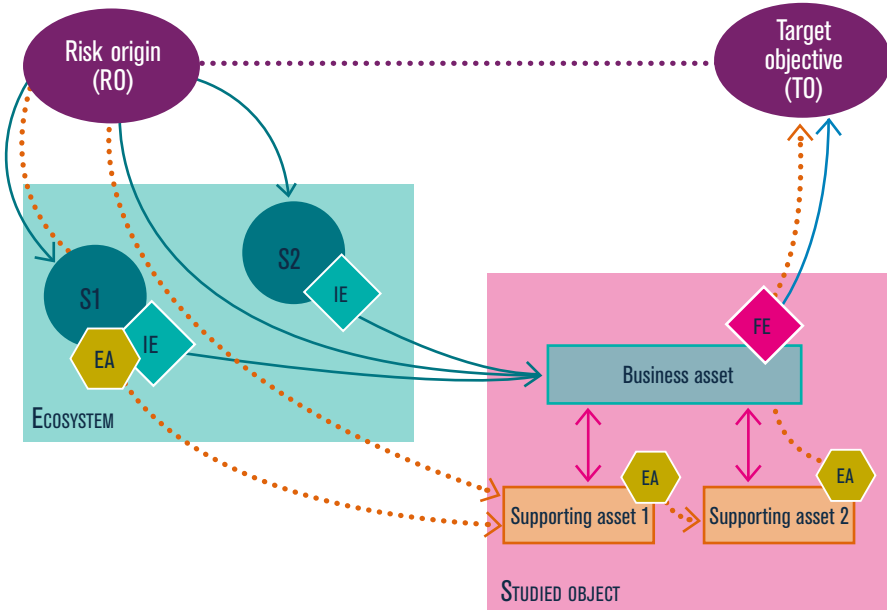 Risk origin
(RO)
Target
objective
(TO)
S2
IE
S1
IE
EA
ECOSYSTEM
FE
Business asset
EA
EA
Supporting asset 1
Supporting asset 2
STUDIED OBJECT